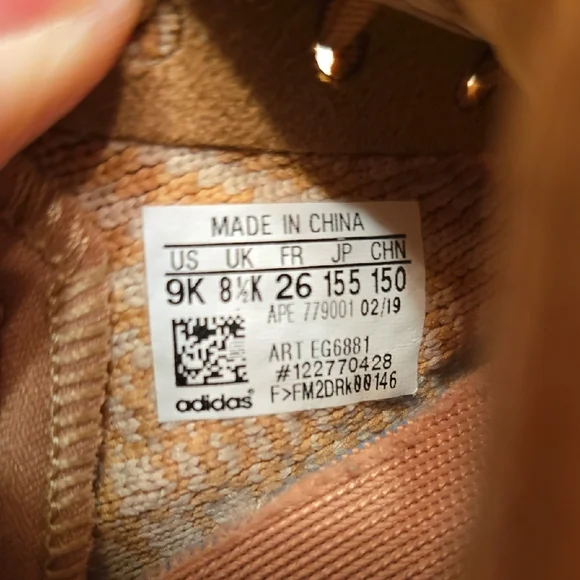 MADE IN CHINA
US UK FR JP CHN
9K 8½K 26 155 150
APE 779001 02/19
ART EG6881
#122770428
F>FM2DRk00146
adidas®